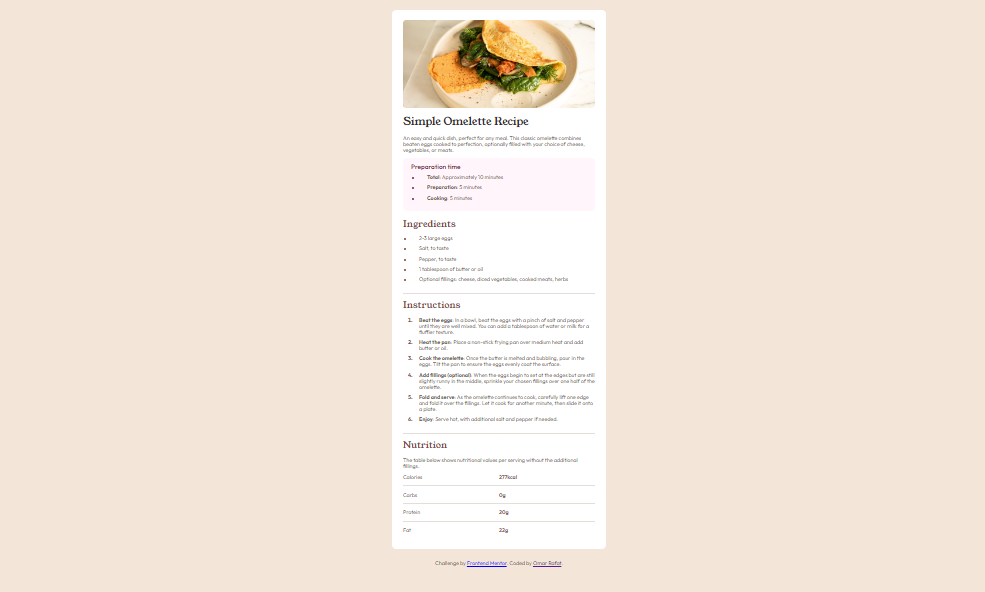 Simple Omelette Recipe
An easy and quick dish, perfect for any meal. This classic omelette combines
beaten eggs cooked to perfection, optionally filled with your choice of cheese,
vegetables, or meats.
Preparation time
Total: Approximately 10 minutes
Preparation: 5 minutes
Cooking: 5 minutes
Ingredients
2-3 large eggs
Salt, to taste
Pepper, to taste
1 tablespoon of butter or oil
Optional fillings: cheese, diced vegetables, cooked meats, herbs
Instructions
1. Beat the eggs: In a bowl, beat the eggs with a pinch of salt and pepper
until they are well mixed. You can add a tablespoon of water or milk for a
fluffier texture.
2. Heat the pan: Place a non-stick frying pan over medium heat and add
butter or oil.
3. Cook the omelette: Once the butter is melted and bubbling, pour in the
eggs. Tilt the pan to ensure the eggs evenly coat the surface.
4. Add fillings (optional): When the eggs begin to set at the edges but are still
slightly runny in the middle, sprinkle your chosen fillings over one half of the
omelette.
5. Fold and serve: As the omelette continues to cook, carefully lift one edge
and fold it over the fillings. Let it cook for another minute, then slide it onto
a plate.
6. Enjoy: Serve hot, with additional salt and pepper if needed.
Nutrition
The table below shows nutritional values per serving without the additional
fillings.
Calories 277kcal
Carbs 0g
Protein 20g
Fat 22g
Challenge by Frontend Mentor. Coded by Omar Rafat.